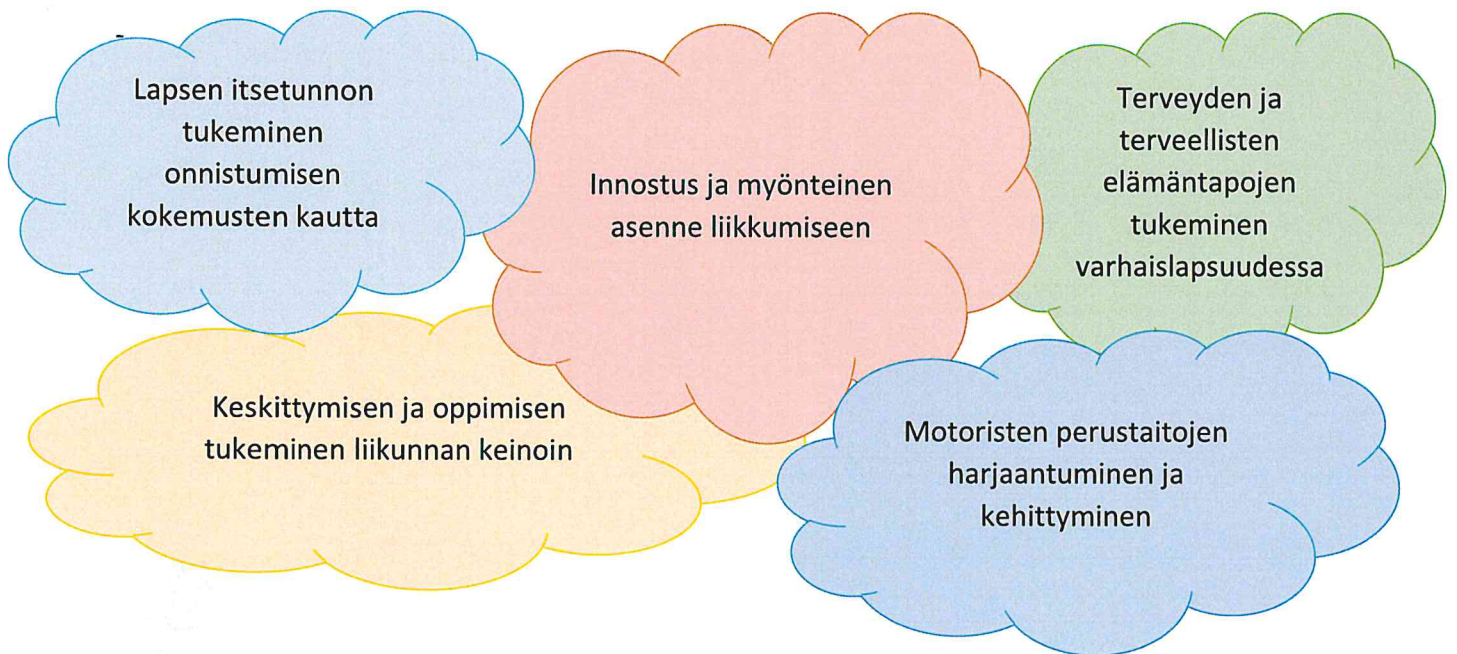 Lapsen itsetunnon
tukeminen
onnistumisen
kokemusten kautta
Innostus ja myönteinen
asenne liikkumiseen
Terveyden ja
terveellisten
elämäntapojen
tukeminen
varhaislapsuudessa
Keskittymisen ja oppimisen
tukeminen liikunnan keinoin
Motoristen perustaitojen
harjaantuminen ja
kehittyminen